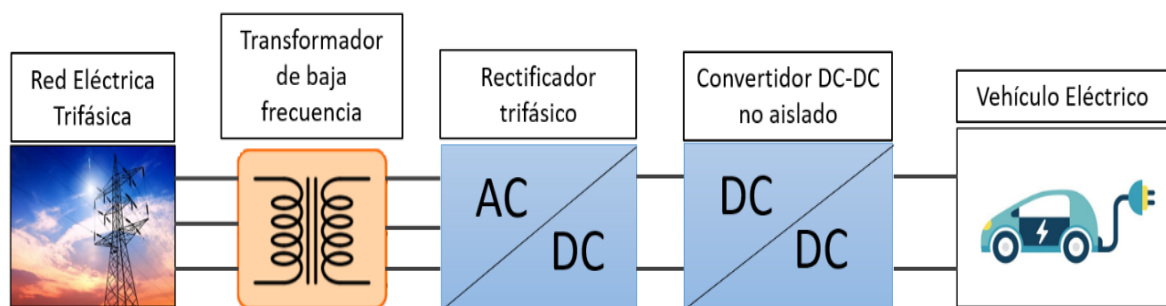 Red Eléctrica
Trifásica
Transformador
de baja
frecuencia
Rectificador
trifásico
Convertidor DC-DC
no aislado
Vehículo Eléctrico
AC
DC
DC
DC